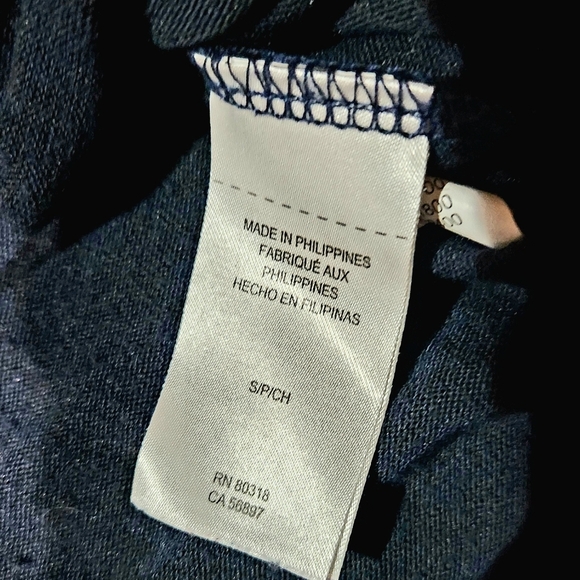 MADE IN PHILIPPINES
FABRIQUÉ AUX
PHILIPPINES
HECHO EN FILIPINAS
S/P/CH
RN 80318
CA 56897